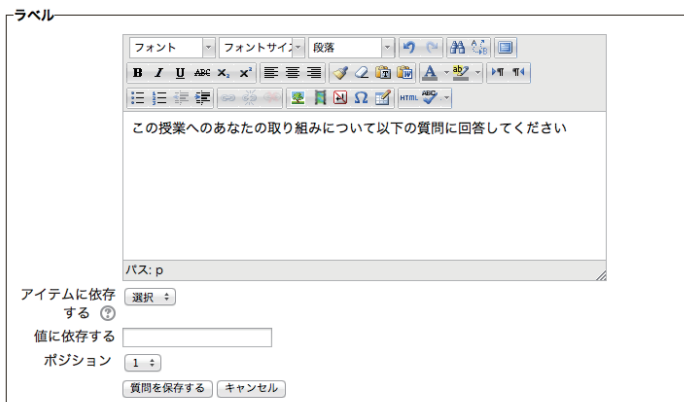 ラベル
フォント フォントサイズ 段落
B I U ABC X₂ X² T W A ab
Ω HTML ABC
この授業へのあなたの取り組みについて以下の質問に回答してください
パス: p
アイテムに依存
する ? 選択
値に依存する
ポジション 1
質問を保存する キャンセル